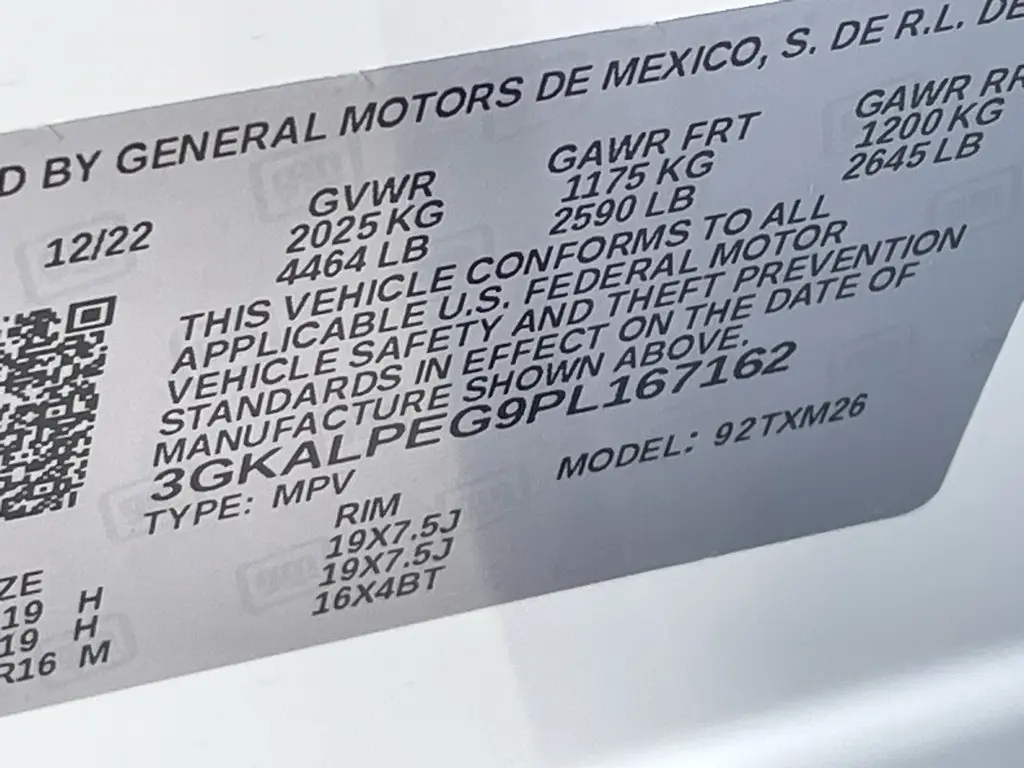 D BY GENERAL MOTORS DE MEXICO, S. DE R.L. DE
12/22 GVWR GAWR FRT GAWR RR
2025 KG 1175 KG 1200 KG
4464 LB 2590 LB 2645 LB
THIS VEHICLE CONFORMS TO ALL
APPLICABLE U.S. FEDERAL MOTOR
VEHICLE SAFETY AND THEFT PREVENTION
STANDARDS IN EFFECT ON THE DATE OF
MANUFACTURE SHOWN ABOVE.
3GKALPEG9PL167162
TYPE: MPV MODEL: 92TXM26
ZE RIM
19 H 19X7.5J
19 H 19X7.5J
R16 M 16X4BT